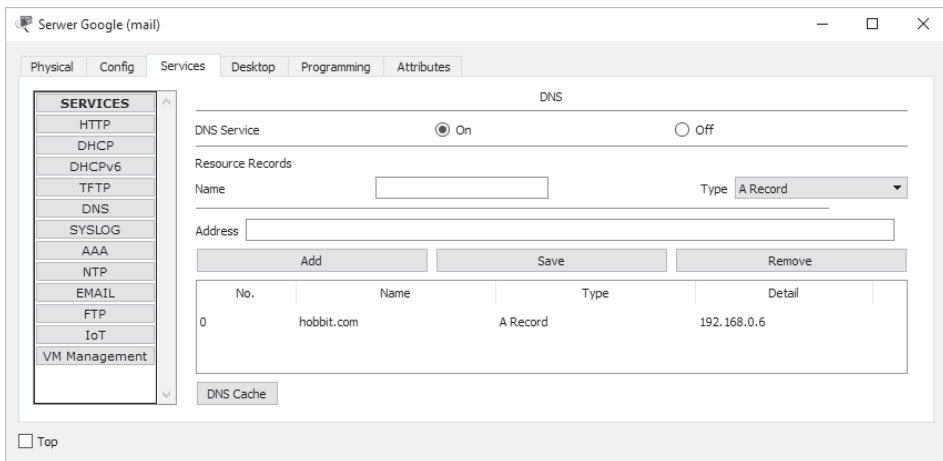 Serwer Google (mail)
Physical Config Services Desktop Programming Attributes
SERVICES
HTTP
DHCP
DHCPv6
TFTP
DNS
SYSLOG
AAA
NTP
EMAIL
FTP
IoT
VM Management
DNS
DNS Service On Off
Resource Records
Name Type A Record
Address
Add Save Remove
No. Name Type Detail
0 hobbit.com A Record 192.168.0.6
DNS Cache
Top